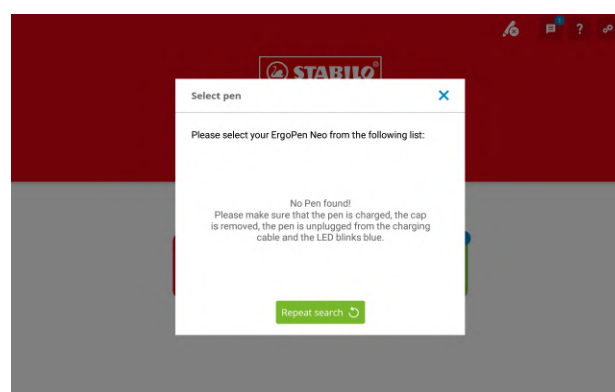 1
?
STABILO®
Select pen
Please select your ErgoPen Neo from the following list:
No Pen found!
Please make sure that the pen is charged, the cap
is removed, the pen is unplugged from the charging
cable and the LED blinks blue.
Repeat search